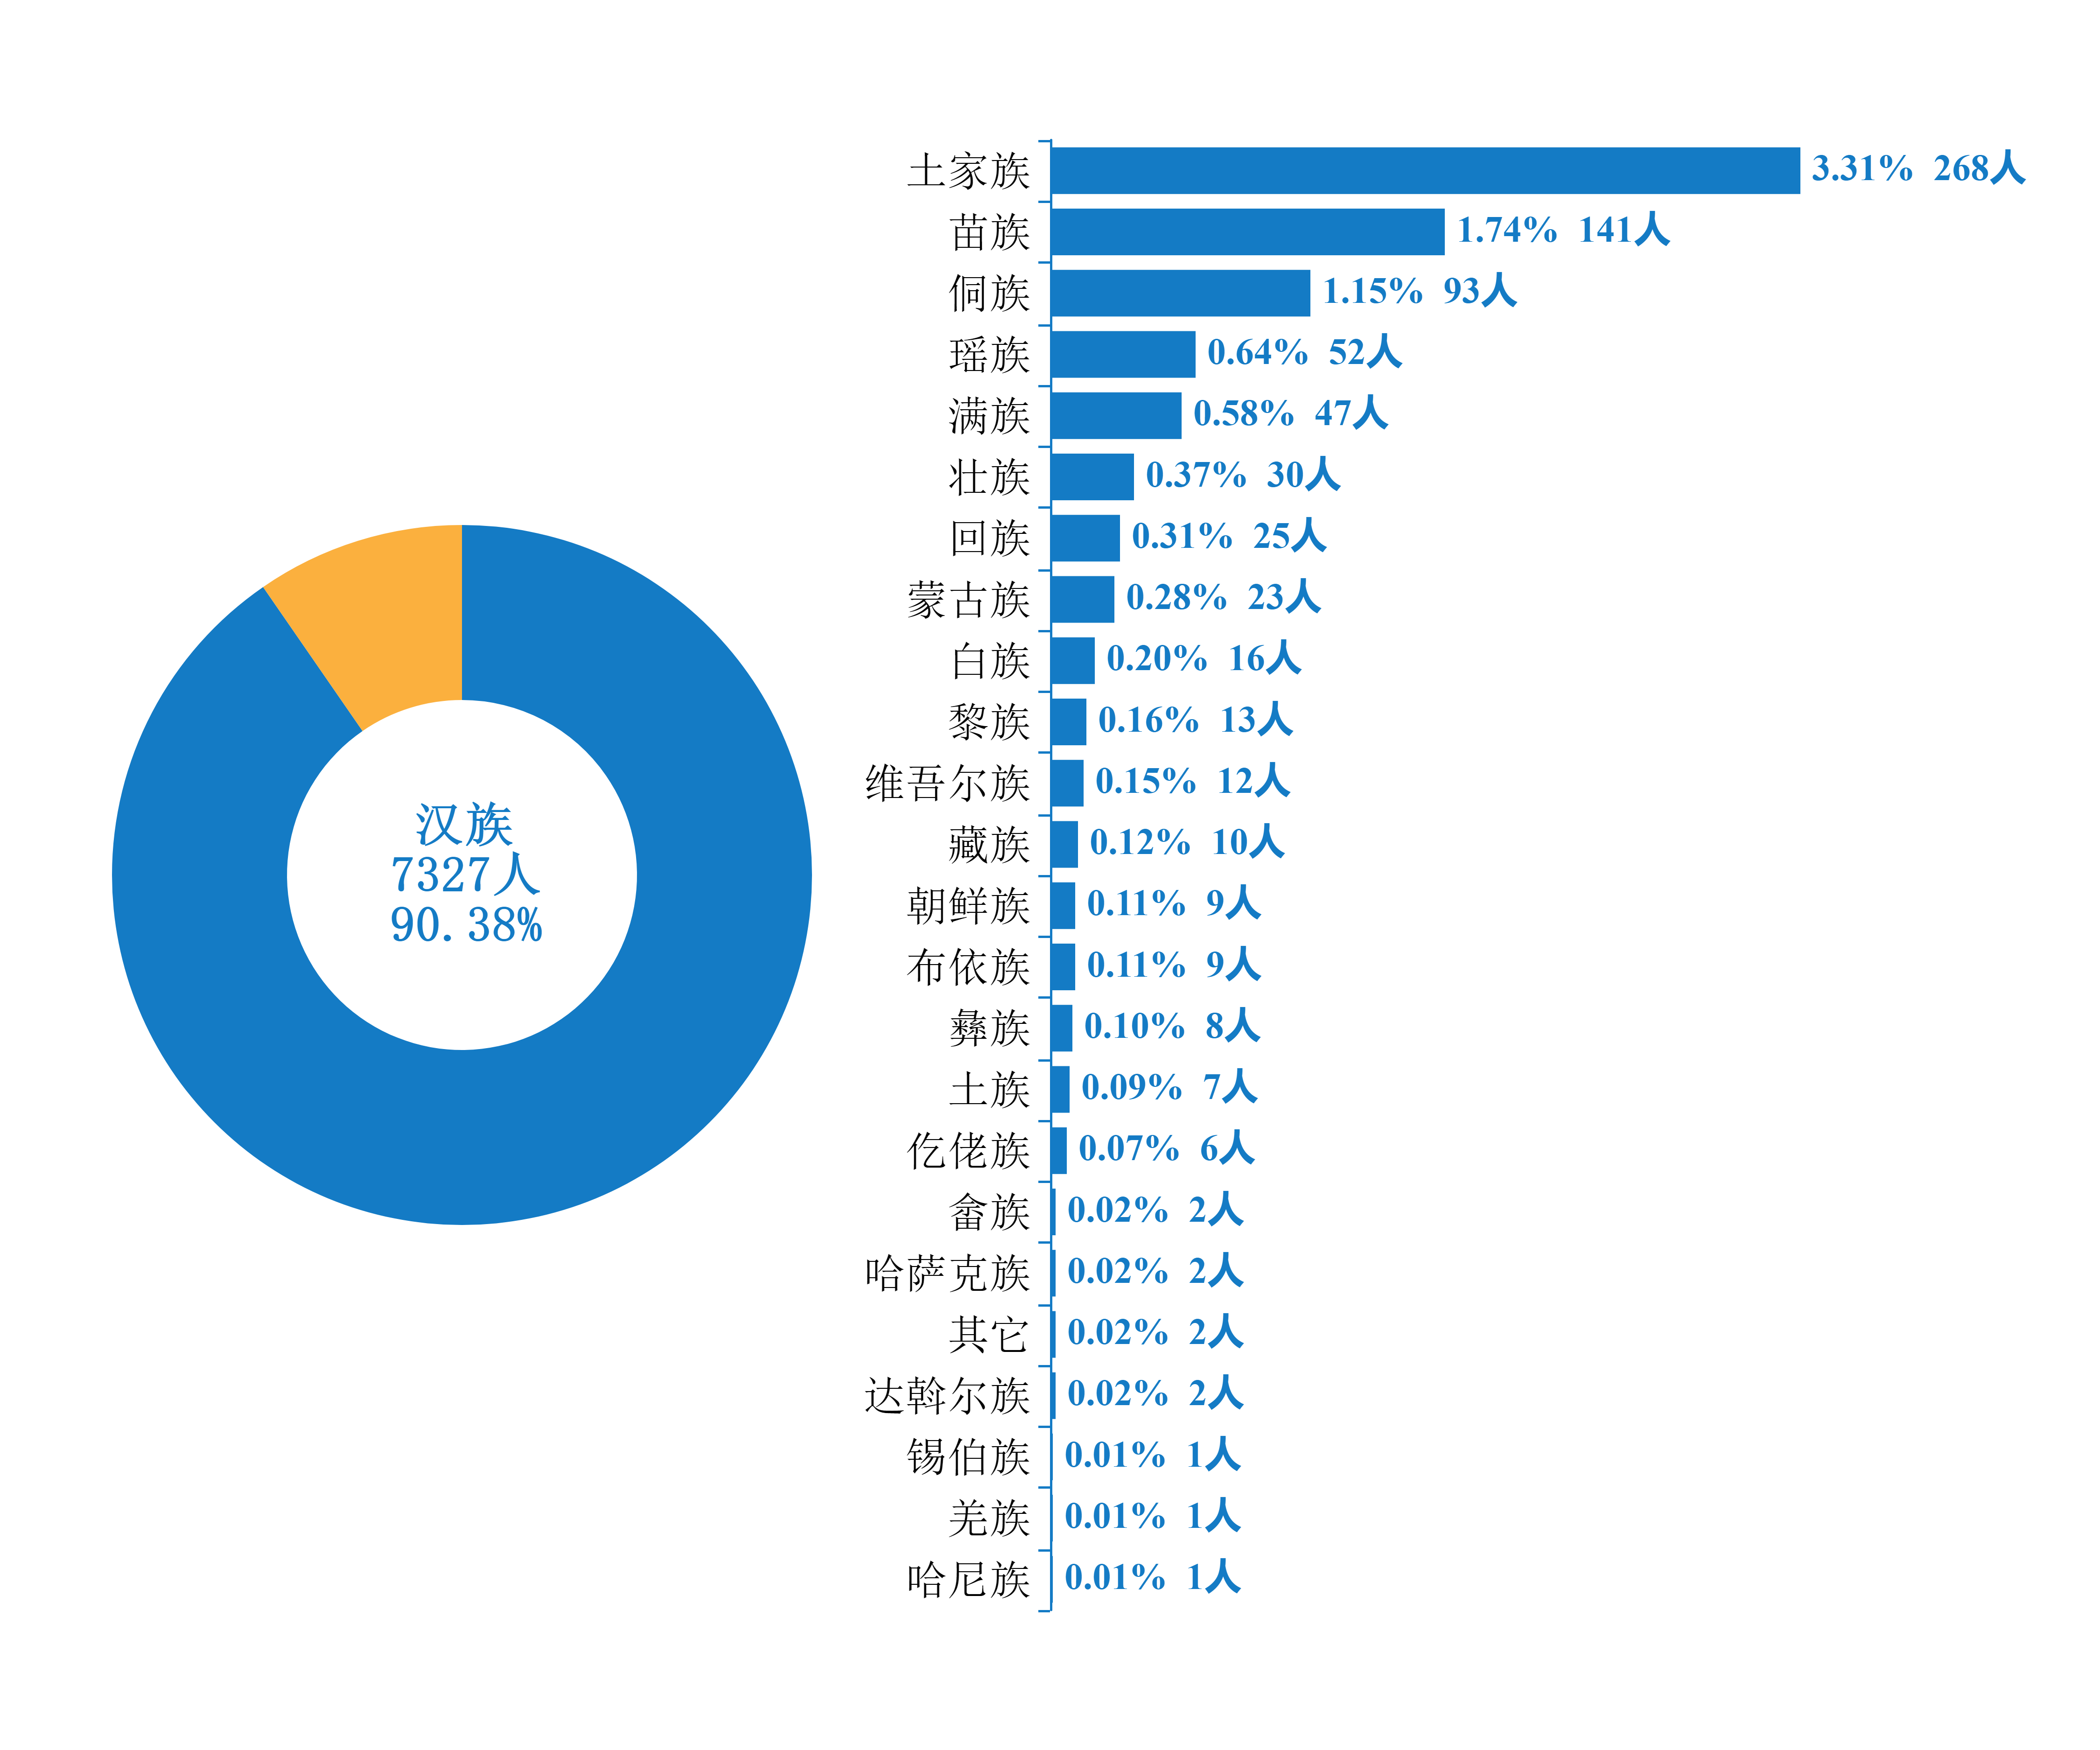 汉族
7327人
90.38%
土家族 3.31% 268人
苗族 1.74% 141人
侗族 1.15% 93人
瑶族 0.64% 52人
满族 0.58% 47人
壮族 0.37% 30人
回族 0.31% 25人
蒙古族 0.28% 23人
白族 0.20% 16人
黎族 0.16% 13人
维吾尔族 0.15% 12人
藏族 0.12% 10人
朝鲜族 0.11% 9人
布依族 0.11% 9人
彝族 0.10% 8人
土族 0.09% 7人
仡佬族 0.07% 6人
畲族 0.02% 2人
哈萨克族 0.02% 2人
其它 0.02% 2人
达斡尔族 0.02% 2人
锡伯族 0.01% 1人
羌族 0.01% 1人
哈尼族 0.01% 1人